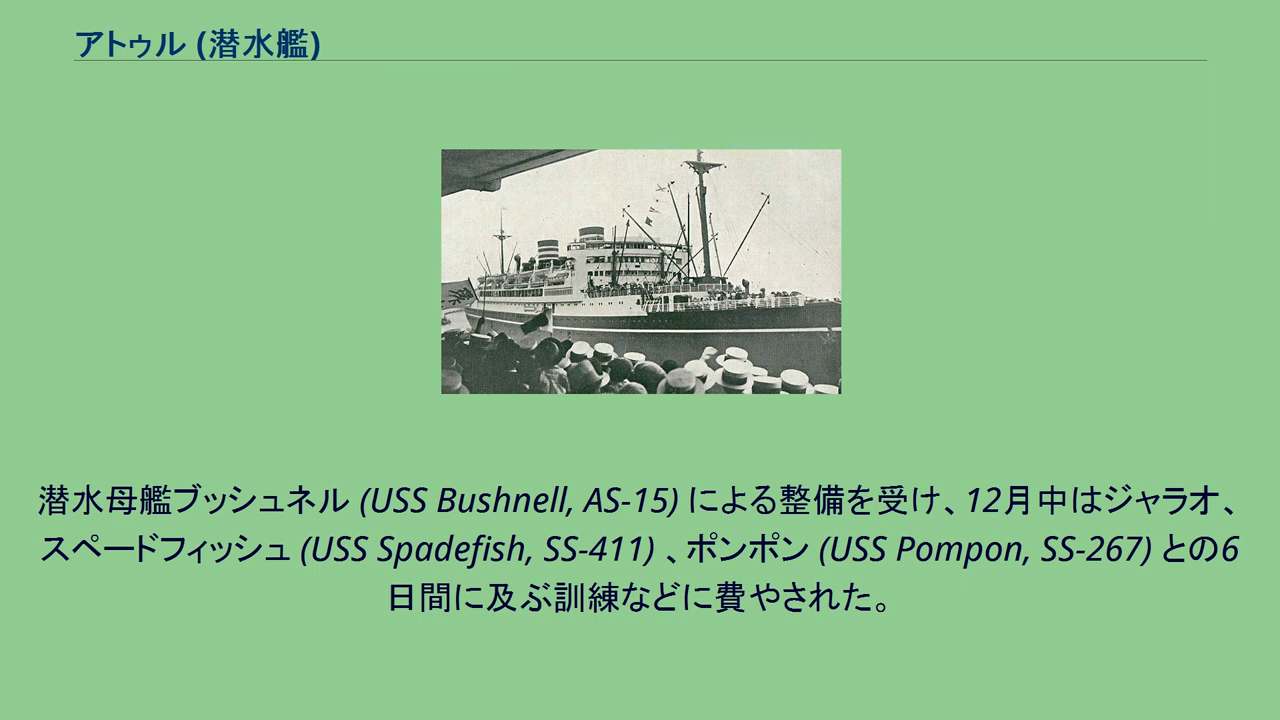 アトゥル (潜水艦)
潜水母艦ブッシュネル (USS Bushnell, AS-15) による整備を受け、12月中はジャラオ、
スペードフィッシュ (USS Spadefish, SS-411) 、ポンポン (USS Pompon, SS-267) との6
日間に及ぶ訓練などに費やされた。